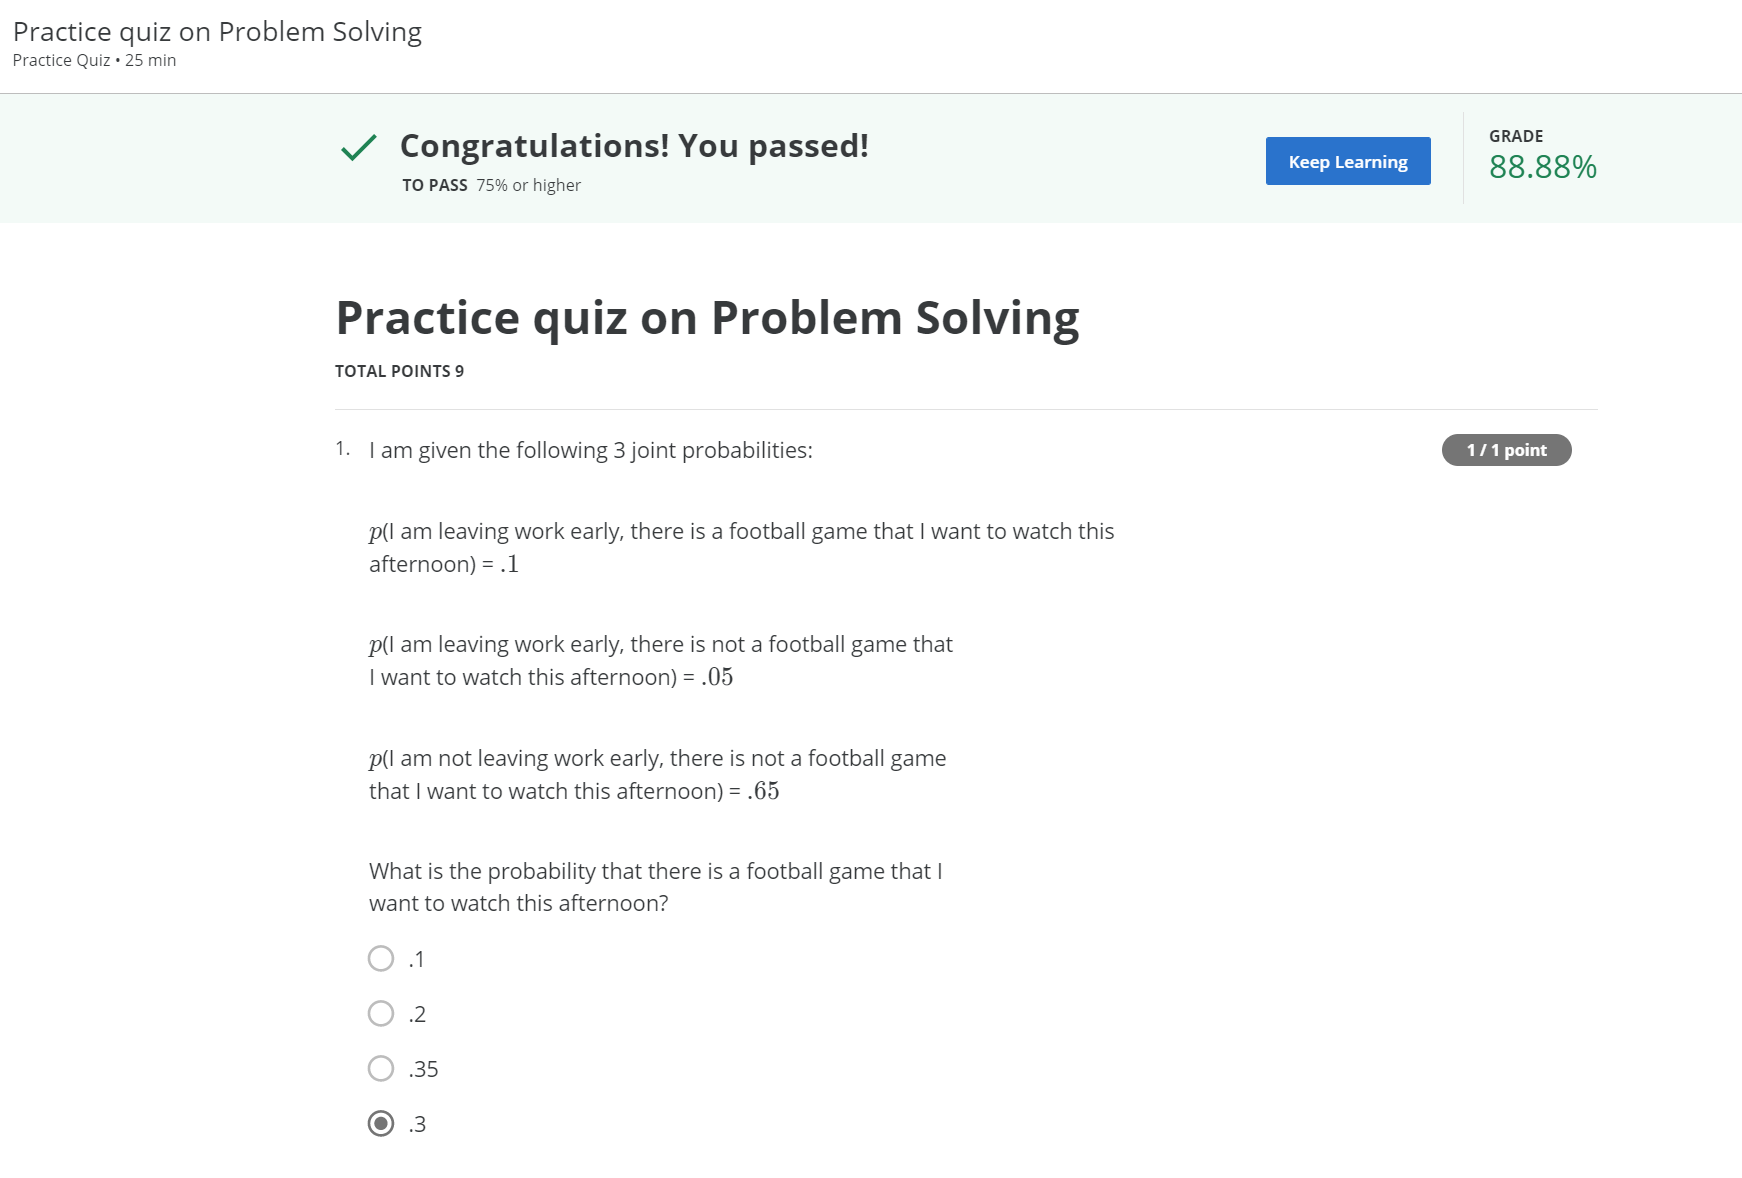 Practice quiz on Problem Solving
Practice Quiz • 25 min
Congratulations! You passed!
TO PASS 75% or higher
Keep Learning
GRADE
88.88%
Practice quiz on Problem Solving
TOTAL POINTS 9
1. I am given the following 3 joint probabilities:
1 / 1 point
p(I am leaving work early, there is a football game that I want to watch this
afternoon) = .1
p(I am leaving work early, there is not a football game that
I want to watch this afternoon) = .05
p(I am not leaving work early, there is not a football game
that I want to watch this afternoon) = .65
What is the probability that there is a football game that I
want to watch this afternoon?
.1
.2
.35
.3